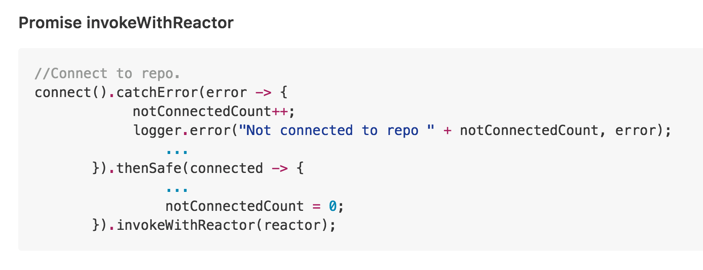 Promise invokeWithReactor
//Connect to repo.
connect().catchError(error -> {
            notConnectedCount++;
            logger.error("Not connected to repo " + notConnectedCount, error);
                ...
       }).thenSafe(connected -> {
                ...
                notConnectedCount = 0;
       }).invokeWithReactor(reactor);